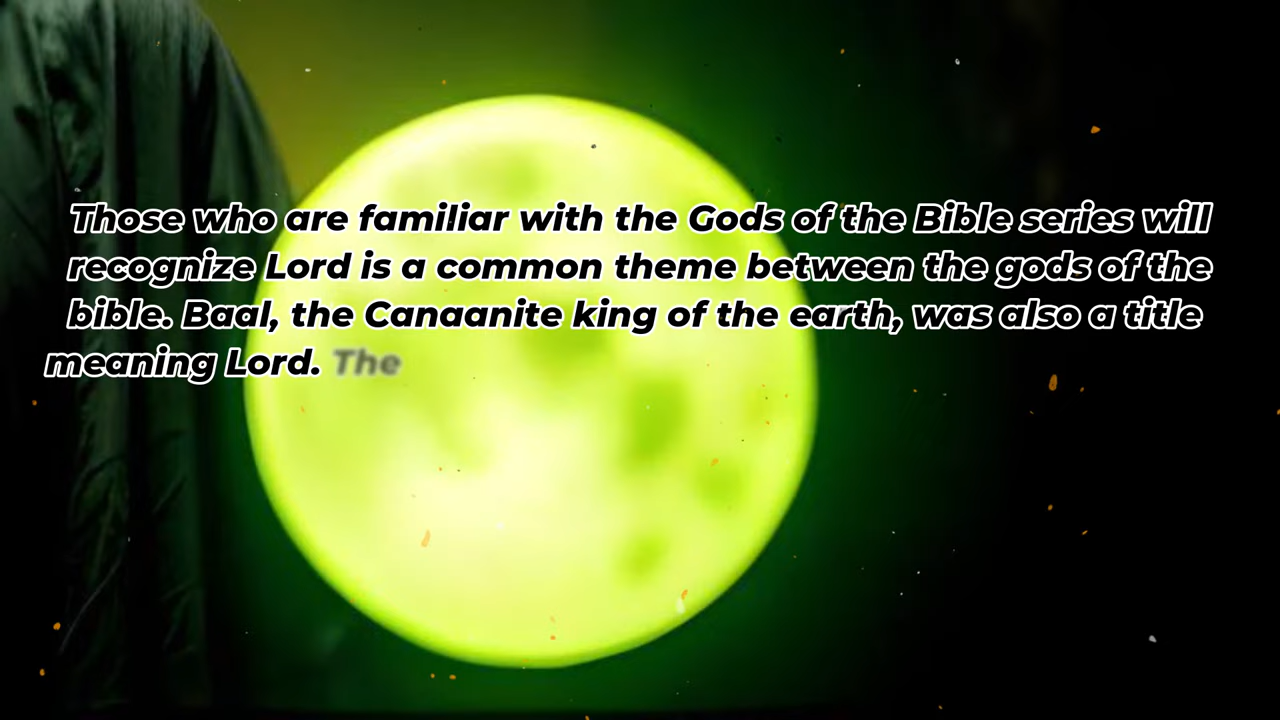 Those who are familiar with the Gods of the Bible series will
recognize Lord is a common theme between the gods of the
bible. Baal, the Canaanite king of the earth, was also a title
meaning Lord. The